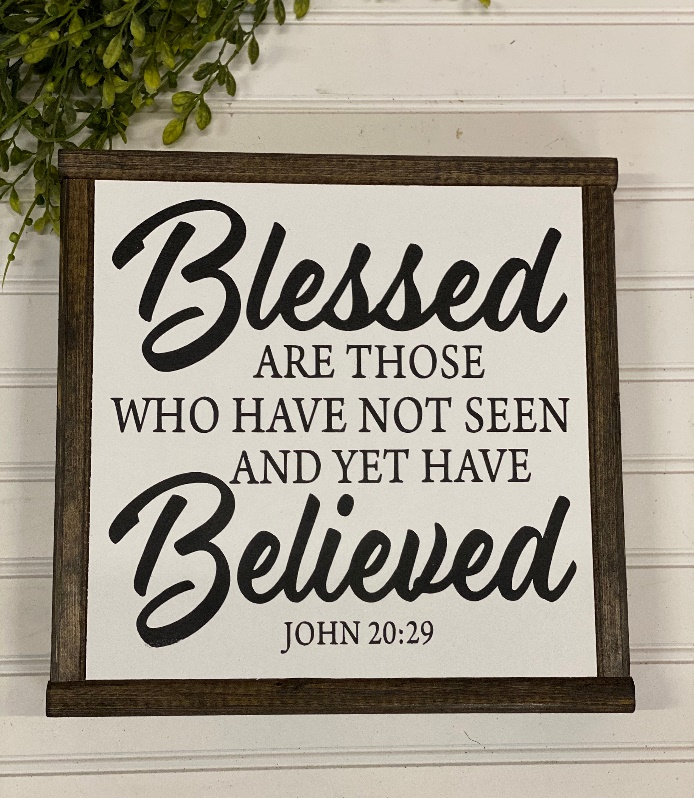 Blessed
ARE THOSE
WHO HAVE NOT SEEN
AND YET HAVE
Believed
JOHN 20:29